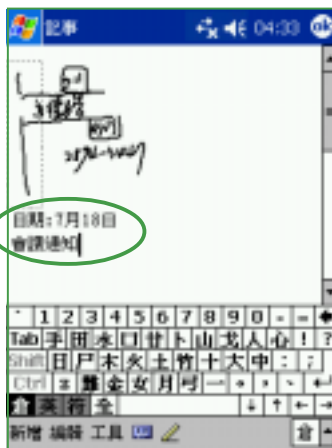 記事 04:33 ok
日期:7月18日
會議通知
` 1 2 3 4 5 6 7 8 9 0 - =
Tab 手 田 水 口 廿 卜 山 戈 人 心 ! ?
Shift 日 尸 木 火 土 竹 十 大 中 : ;
Ctrl 難 金 女 月 弓 一
倉 英 符 全
新增 編輯 工具 倉